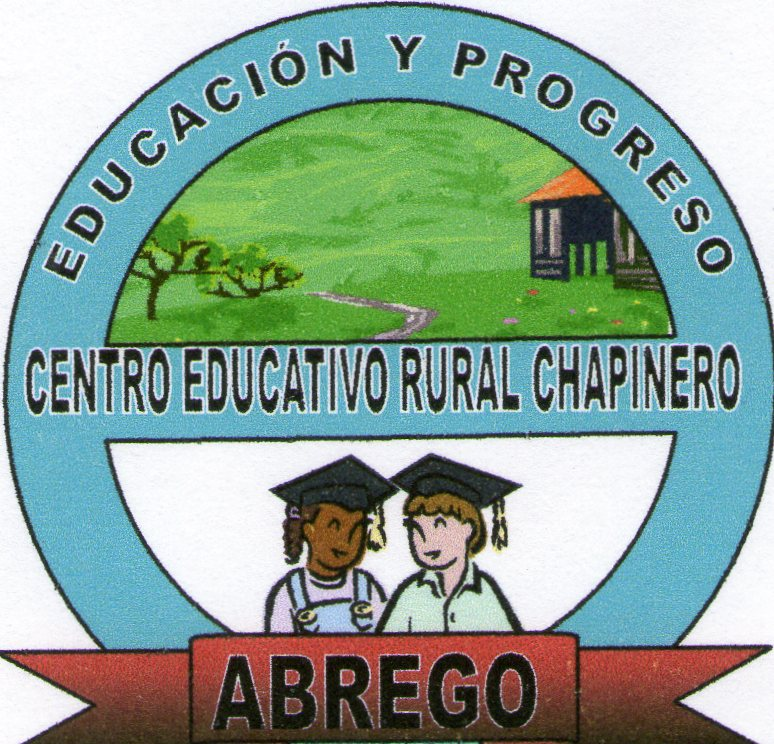 EDUCACIÓN Y PROGRESO
CENTRO EDUCATIVO RURAL CHAPINERO
ABREGO